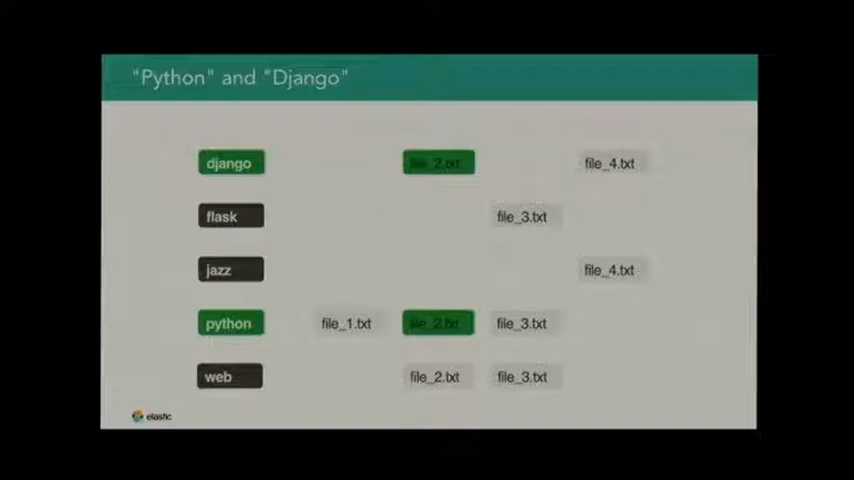 "Python" and "Django"
django file_2.txt file_4.txt
flask file_3.txt
jazz file_4.txt
python file_1.txt file_2.txt file_3.txt
web file_2.txt file_3.txt
elastic